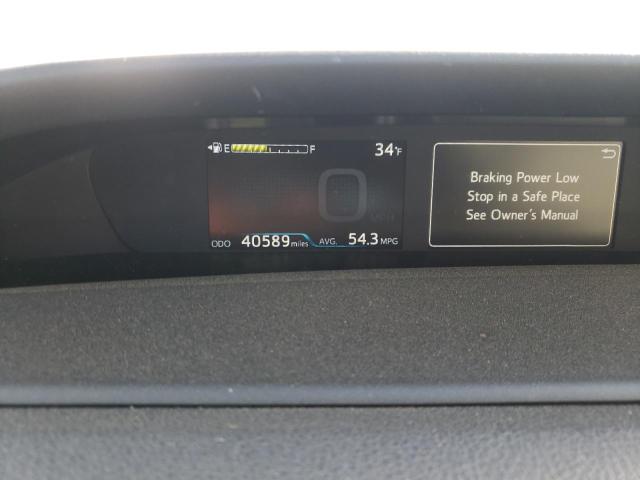 E F 34°F
0 MPH
ODO 40589 miles AVG. 54.3 MPG
Braking Power Low
Stop in a Safe Place
See Owner's Manual